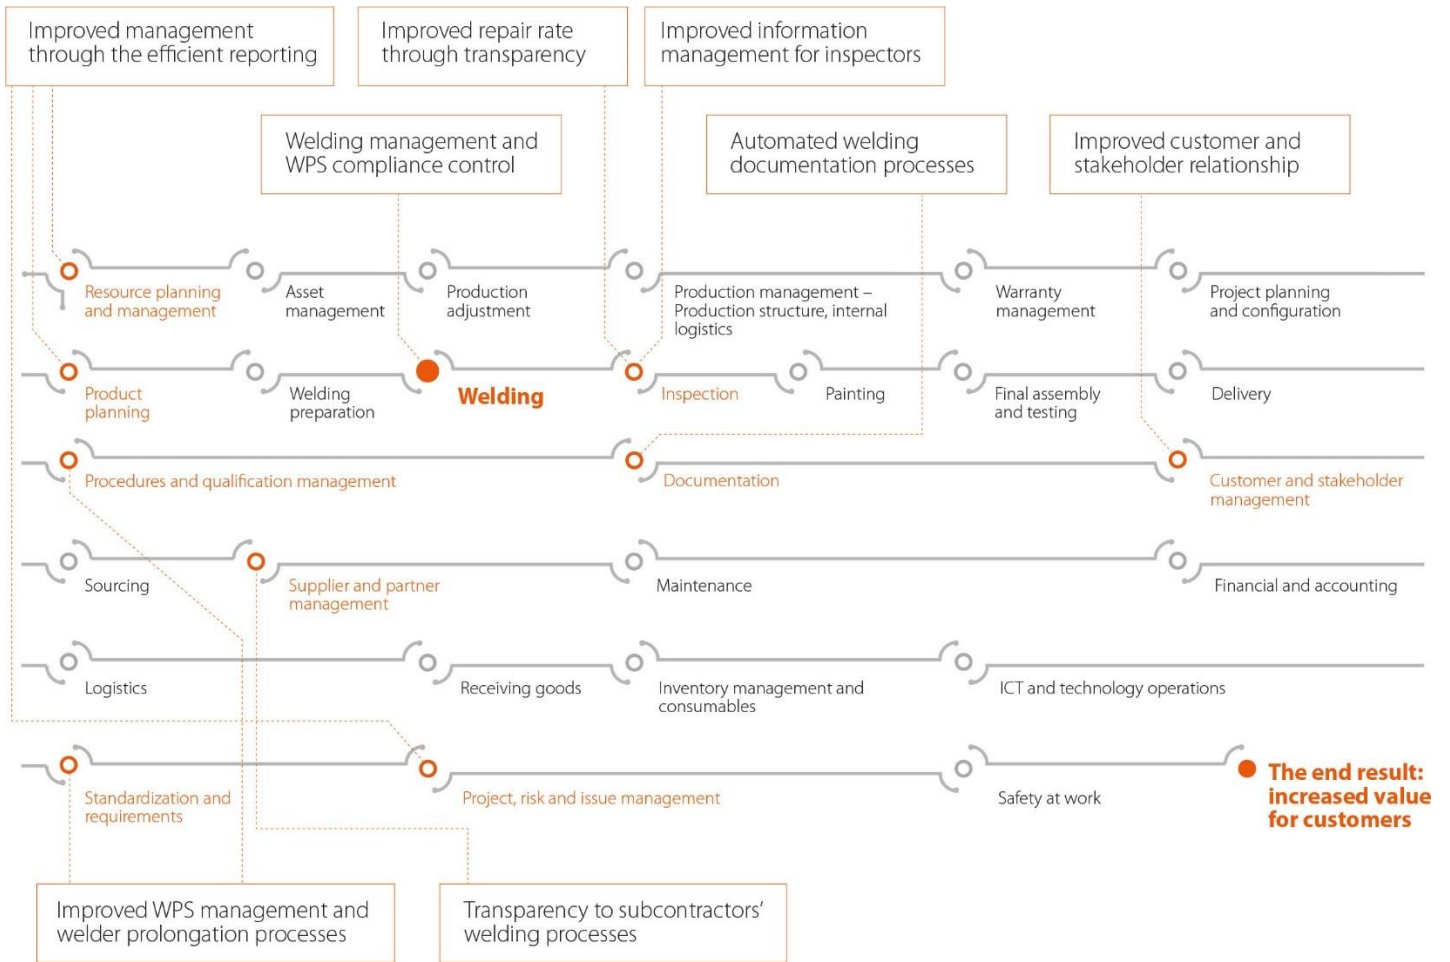 Improved management
through the efficient reporting
Improved repair rate
through transparency
Improved information
management for inspectors
Welding management and
WPS compliance control
Automated welding
documentation processes
Improved customer and
stakeholder relationship
Resource planning
and management
Asset
management
Production
adjustment
Production management –
Production structure, internal
logistics
Warranty
management
Project planning
and configuration
Product
planning
Welding
preparation
Welding
Inspection
Painting
Final assembly
and testing
Delivery
Procedures and qualification management
Documentation
Customer and stakeholder
management
Sourcing
Supplier and partner
management
Maintenance
Financial and accounting
Logistics
Receiving goods
Inventory management and
consumables
ICT and technology operations
Standardization and
requirements
Project, risk and issue management
Safety at work
The end result:
increased value
for customers
Improved WPS management and
welder prolongation processes
Transparency to subcontractors’
welding processes